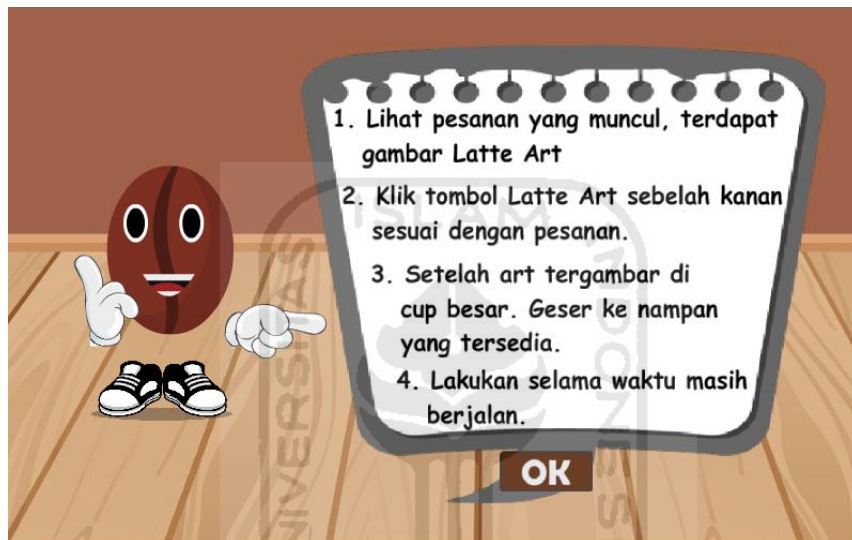 1. Lihat pesanan yang muncul, terdapat
gambar Latte Art
2. Klik tombol Latte Art sebelah kanan
sesuai dengan pesanan.
3. Setelah art tergambar di
cup besar. Geser ke nampan
yang tersedia.
4. Lakukan selama waktu masih
berjalan.
OK
ISLAM